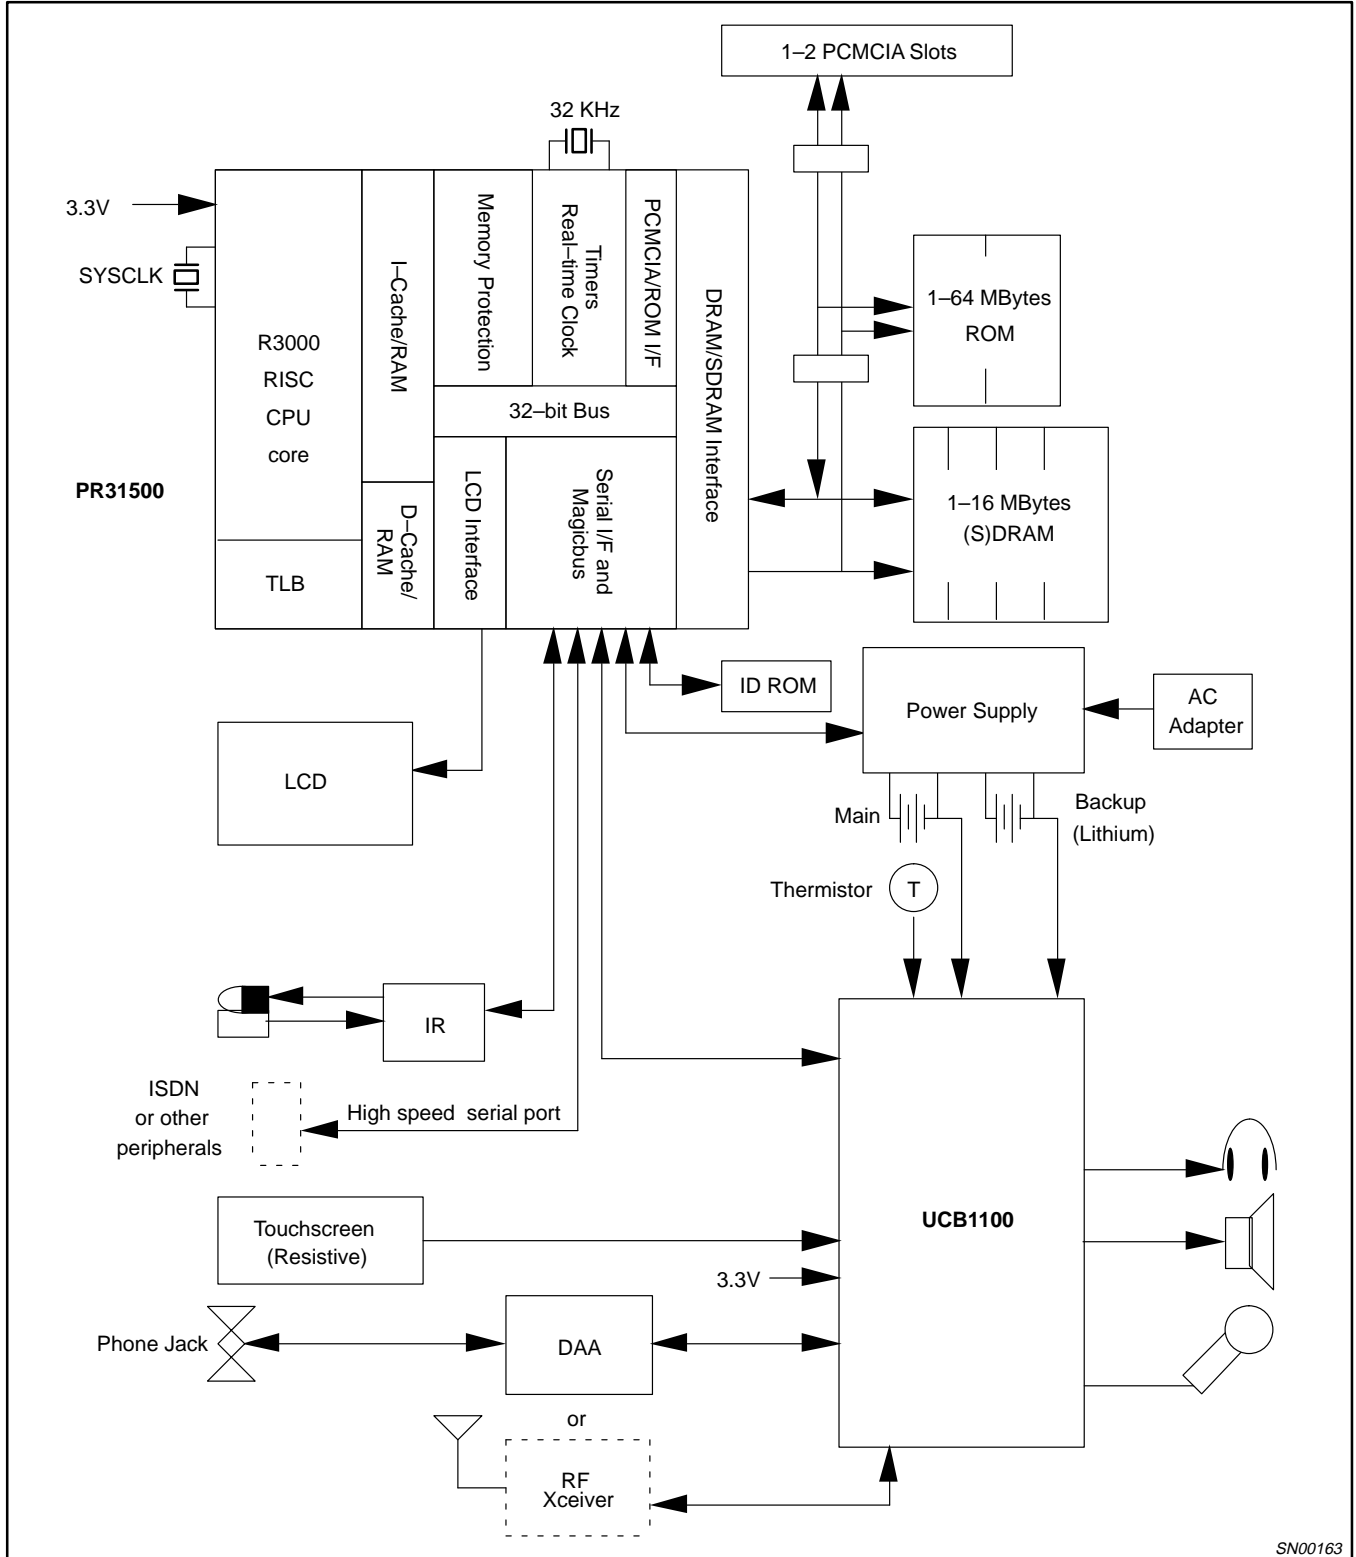 1–2 PCMCIA Slots
32 KHz
3.3V
SYSCLK
R3000
RISC
CPU
core
TLB
I–Cache/RAM
D–Cache/
RAM
Memory Protection
Timers
Real–time Clock
PCMCIA/ROM I/F
DRAM/SDRAM Interface
32–bit Bus
LCD Interface
Serial I/F and
Magicbus
PR31500
1–64 MBytes
ROM
1–16 MBytes
(S)DRAM
ID ROM
Power Supply
AC
Adapter
LCD
Main
Backup
(Lithium)
Thermistor
T
IR
ISDN
or other
peripherals
High speed serial port
Touchscreen
(Resistive)
UCB1100
3.3V
Phone Jack
DAA
or
RF
Xceiver
SN00163